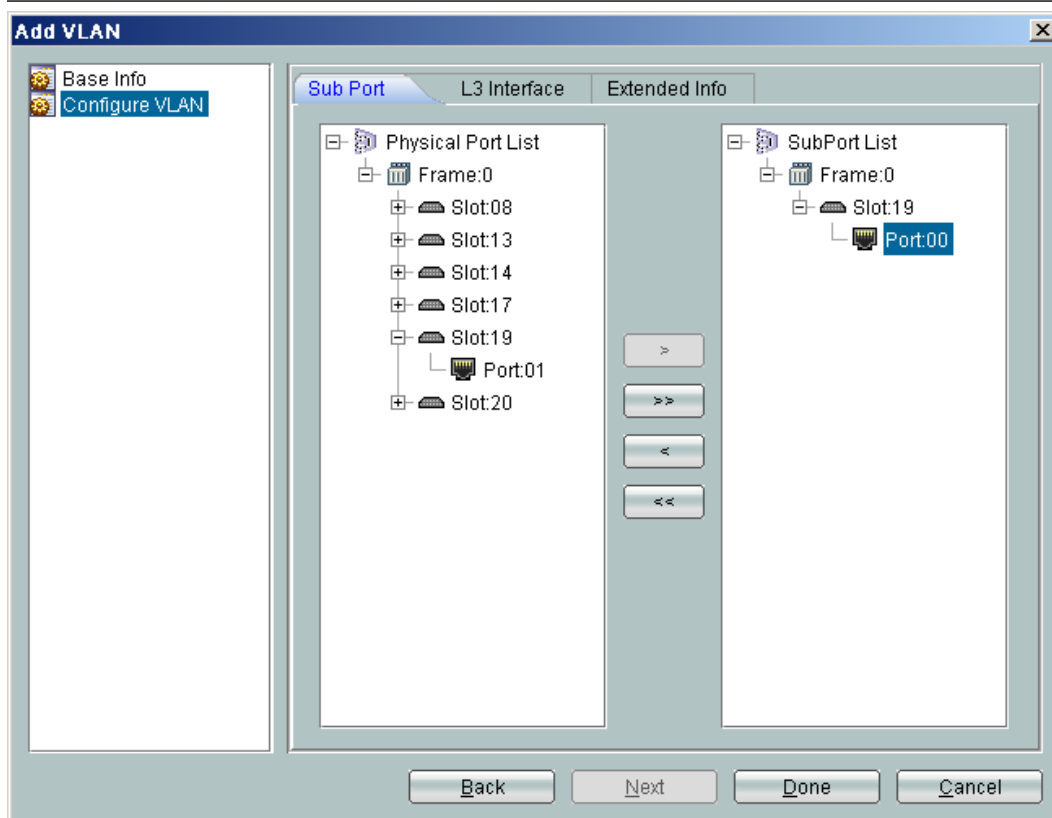 Add VLAN
Base Info
Configure VLAN
Sub Port
L3 Interface
Extended Info
Physical Port List
Frame:0
Slot:08
Slot:13
Slot:14
Slot:17
Slot:19
Port:01
Slot:20
>
>>
<
<<
SubPort List
Frame:0
Slot:19
Port:00
Back
Next
Done
Cancel